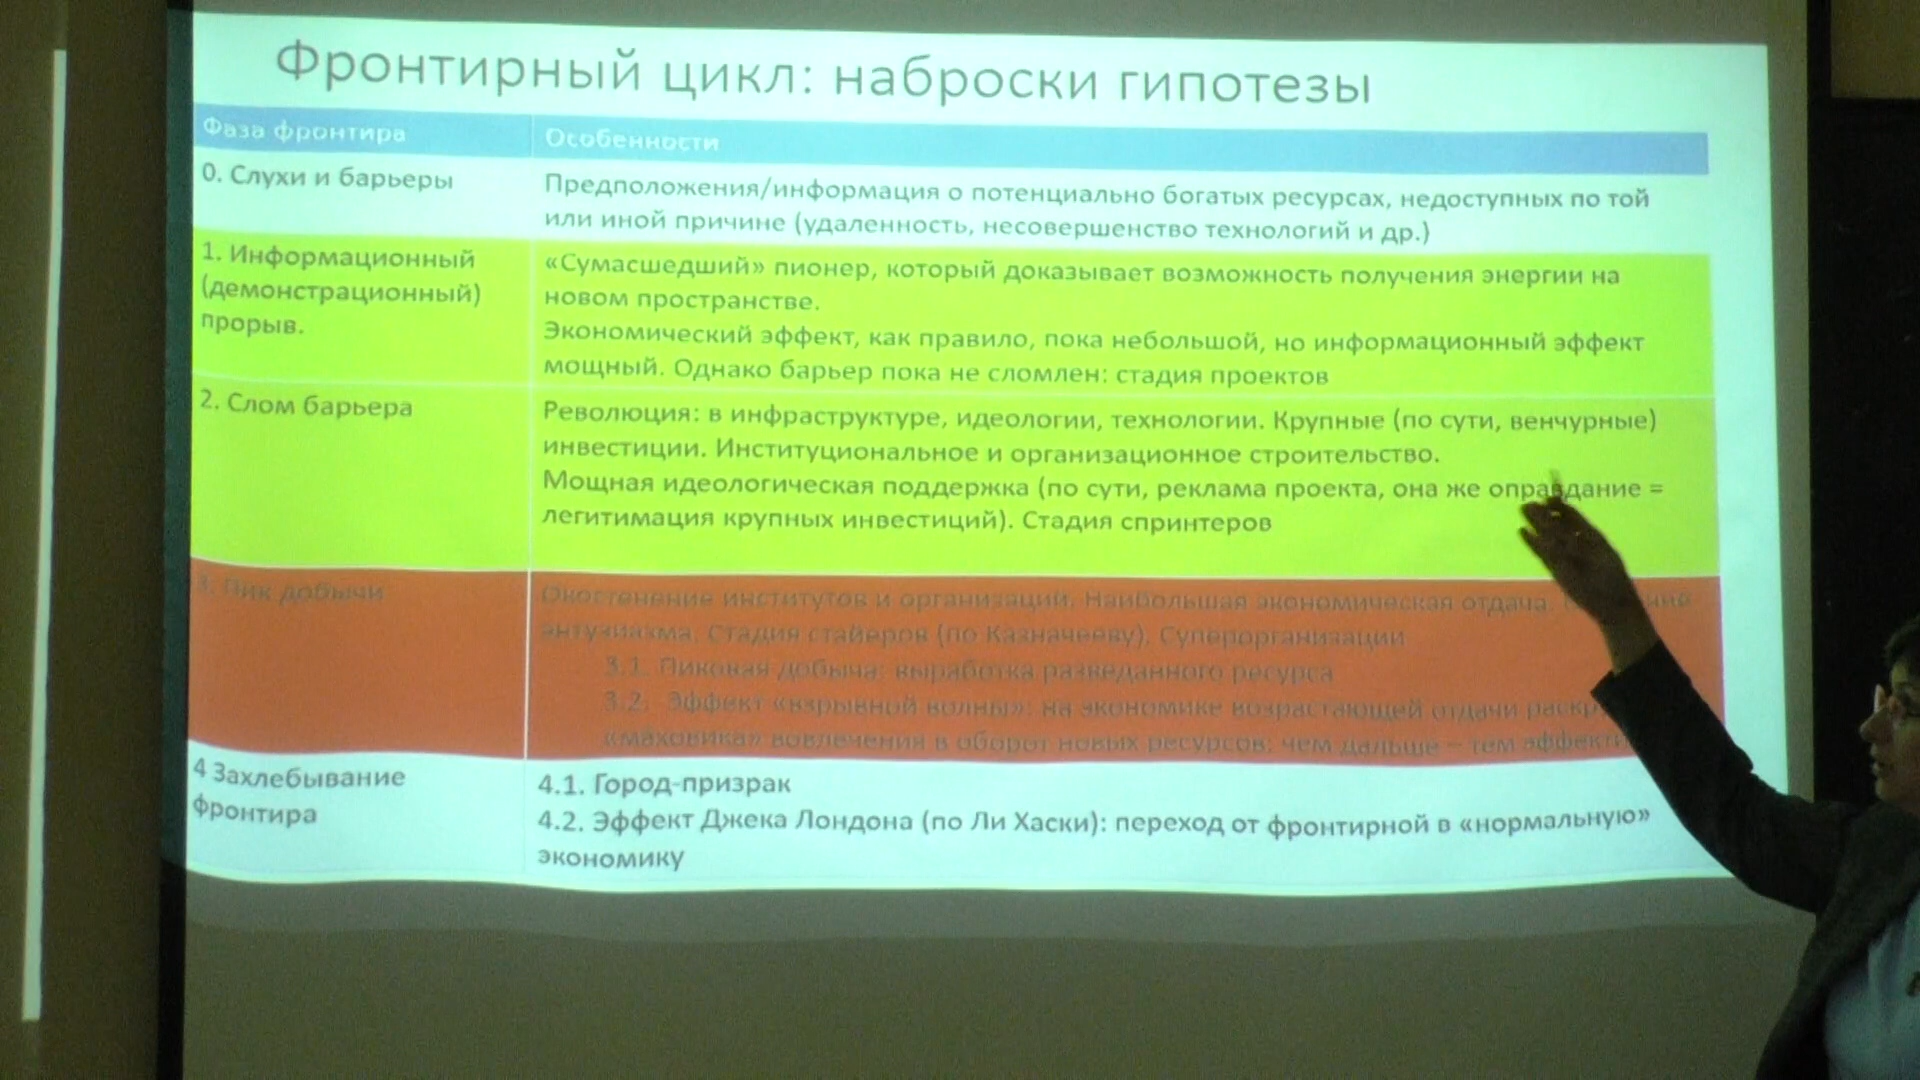 Фронтирный цикл: наброски гипотезы
Фаза фронтира
Особенности
0. Слухи и барьеры
Предположения/информация о потенциально богатых ресурсах, недоступных по той
или иной причине (удаленность, несовершенство технологий и др.)
1. Информационный
(демонстрационный)
прорыв.
«Сумасшедший» пионер, который доказывает возможность получения энергии на
новом пространстве.
Экономический эффект, как правило, пока небольшой, но информационный эффект
мощный. Однако барьер пока не сломлен: стадия проектов
2. Слом барьера
Революция: в инфраструктуре, идеологии, технологии. Крупные (по сути, венчурные)
инвестиции. Институциональное и организационное строительство.
Мощная идеологическая поддержка (по сути, реклама проекта, она же оправдание =
легитимация крупных инвестиций). Стадия спринтеров
3. Пик добычи
Окостенение институтов и организаций. Наибольшая экономическая отдача.
энтузиазма. Стадия стайеров (по Казначееву). Суперорганизации
3.1. Пиковая добыча: выработка разведанного ресурса
3.2. Эффект «взрывной волны»: на экономике возрастающей отдачи
«маховика» вовлечения в оборот новых ресурсов: чем дальше – тем
4 Захлебывание
фронтира
4.1. Город-призрак
4.2. Эффект Джека Лондона (по Ли Хаски): переход от фронтирной в «нормальную»
экономику